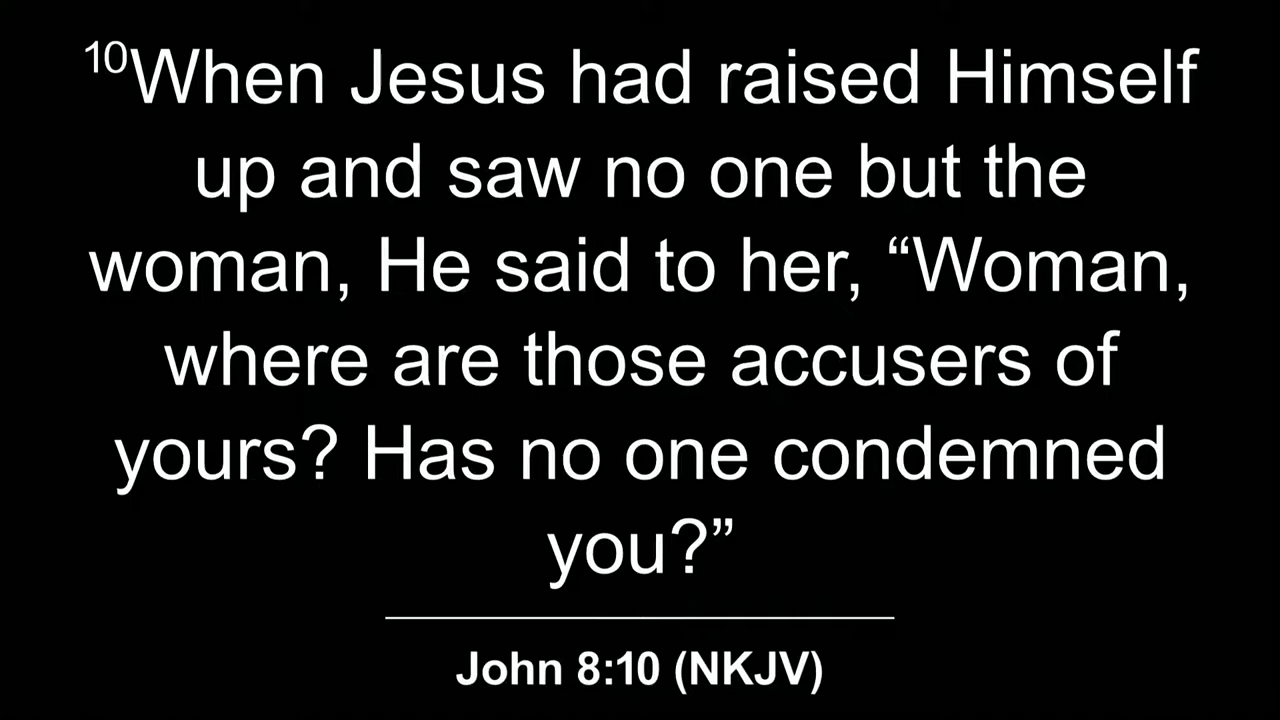 ¹⁰When Jesus had raised Himself
up and saw no one but the
woman, He said to her, “Woman,
where are those accusers of
yours? Has no one condemned
you?”
John 8:10 (NKJV)